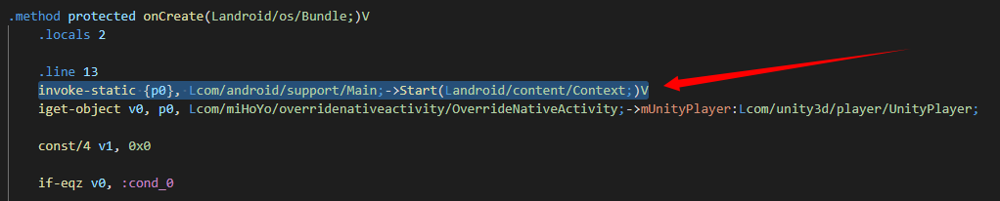 .method protected onCreate(Landroid/os/Bundle;)V
.locals 2
.line 13
invoke-static {p0}, Lcom/android/support/Main;->Start(Landroid/content/Context;)V
iget-object v0, p0, Lcom/miHoYo/overridenativeactivity/OverrideNativeActivity;->mUnityPlayer:Lcom/unity3d/player/UnityPlayer;
const/4 v1, 0x0
if-eqz v0, :cond_0